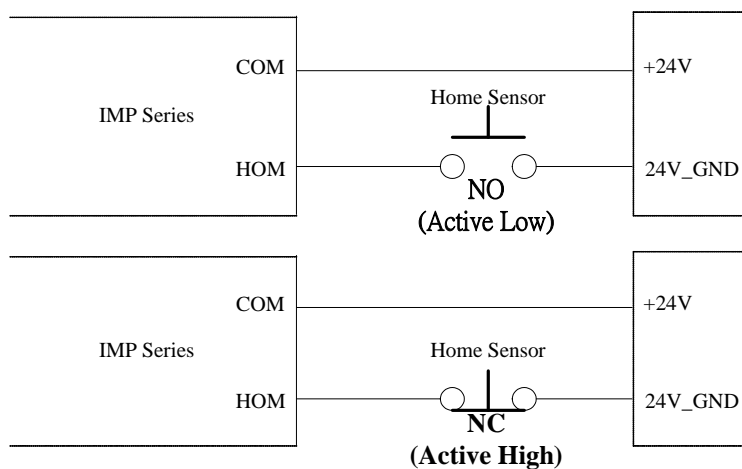 COM
+24V
Home Sensor
IMP Series
HOM
24V_GND
NO
(Active Low)
COM
+24V
IMP Series
Home Sensor
HOM
24V_GND
NC
(Active High)